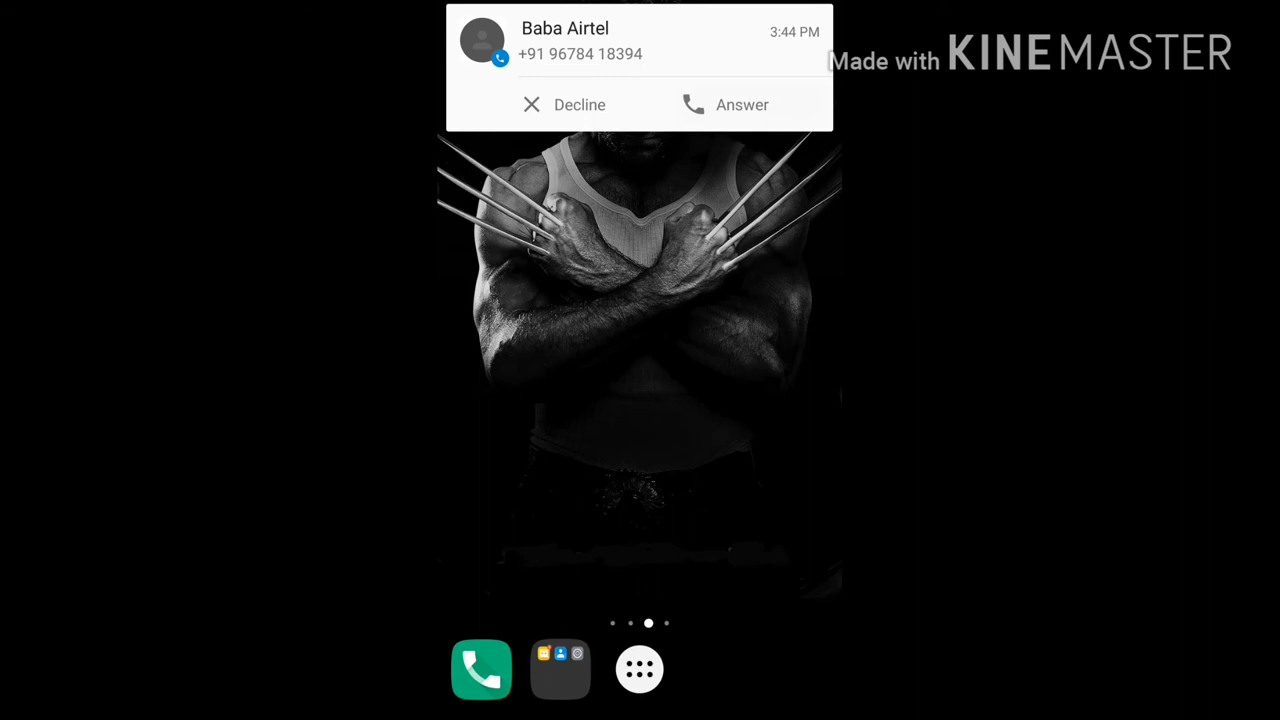 Baba Airtel
3:44 PM
+91 96784 18394
Decline
Answer
Made with KINEMASTER